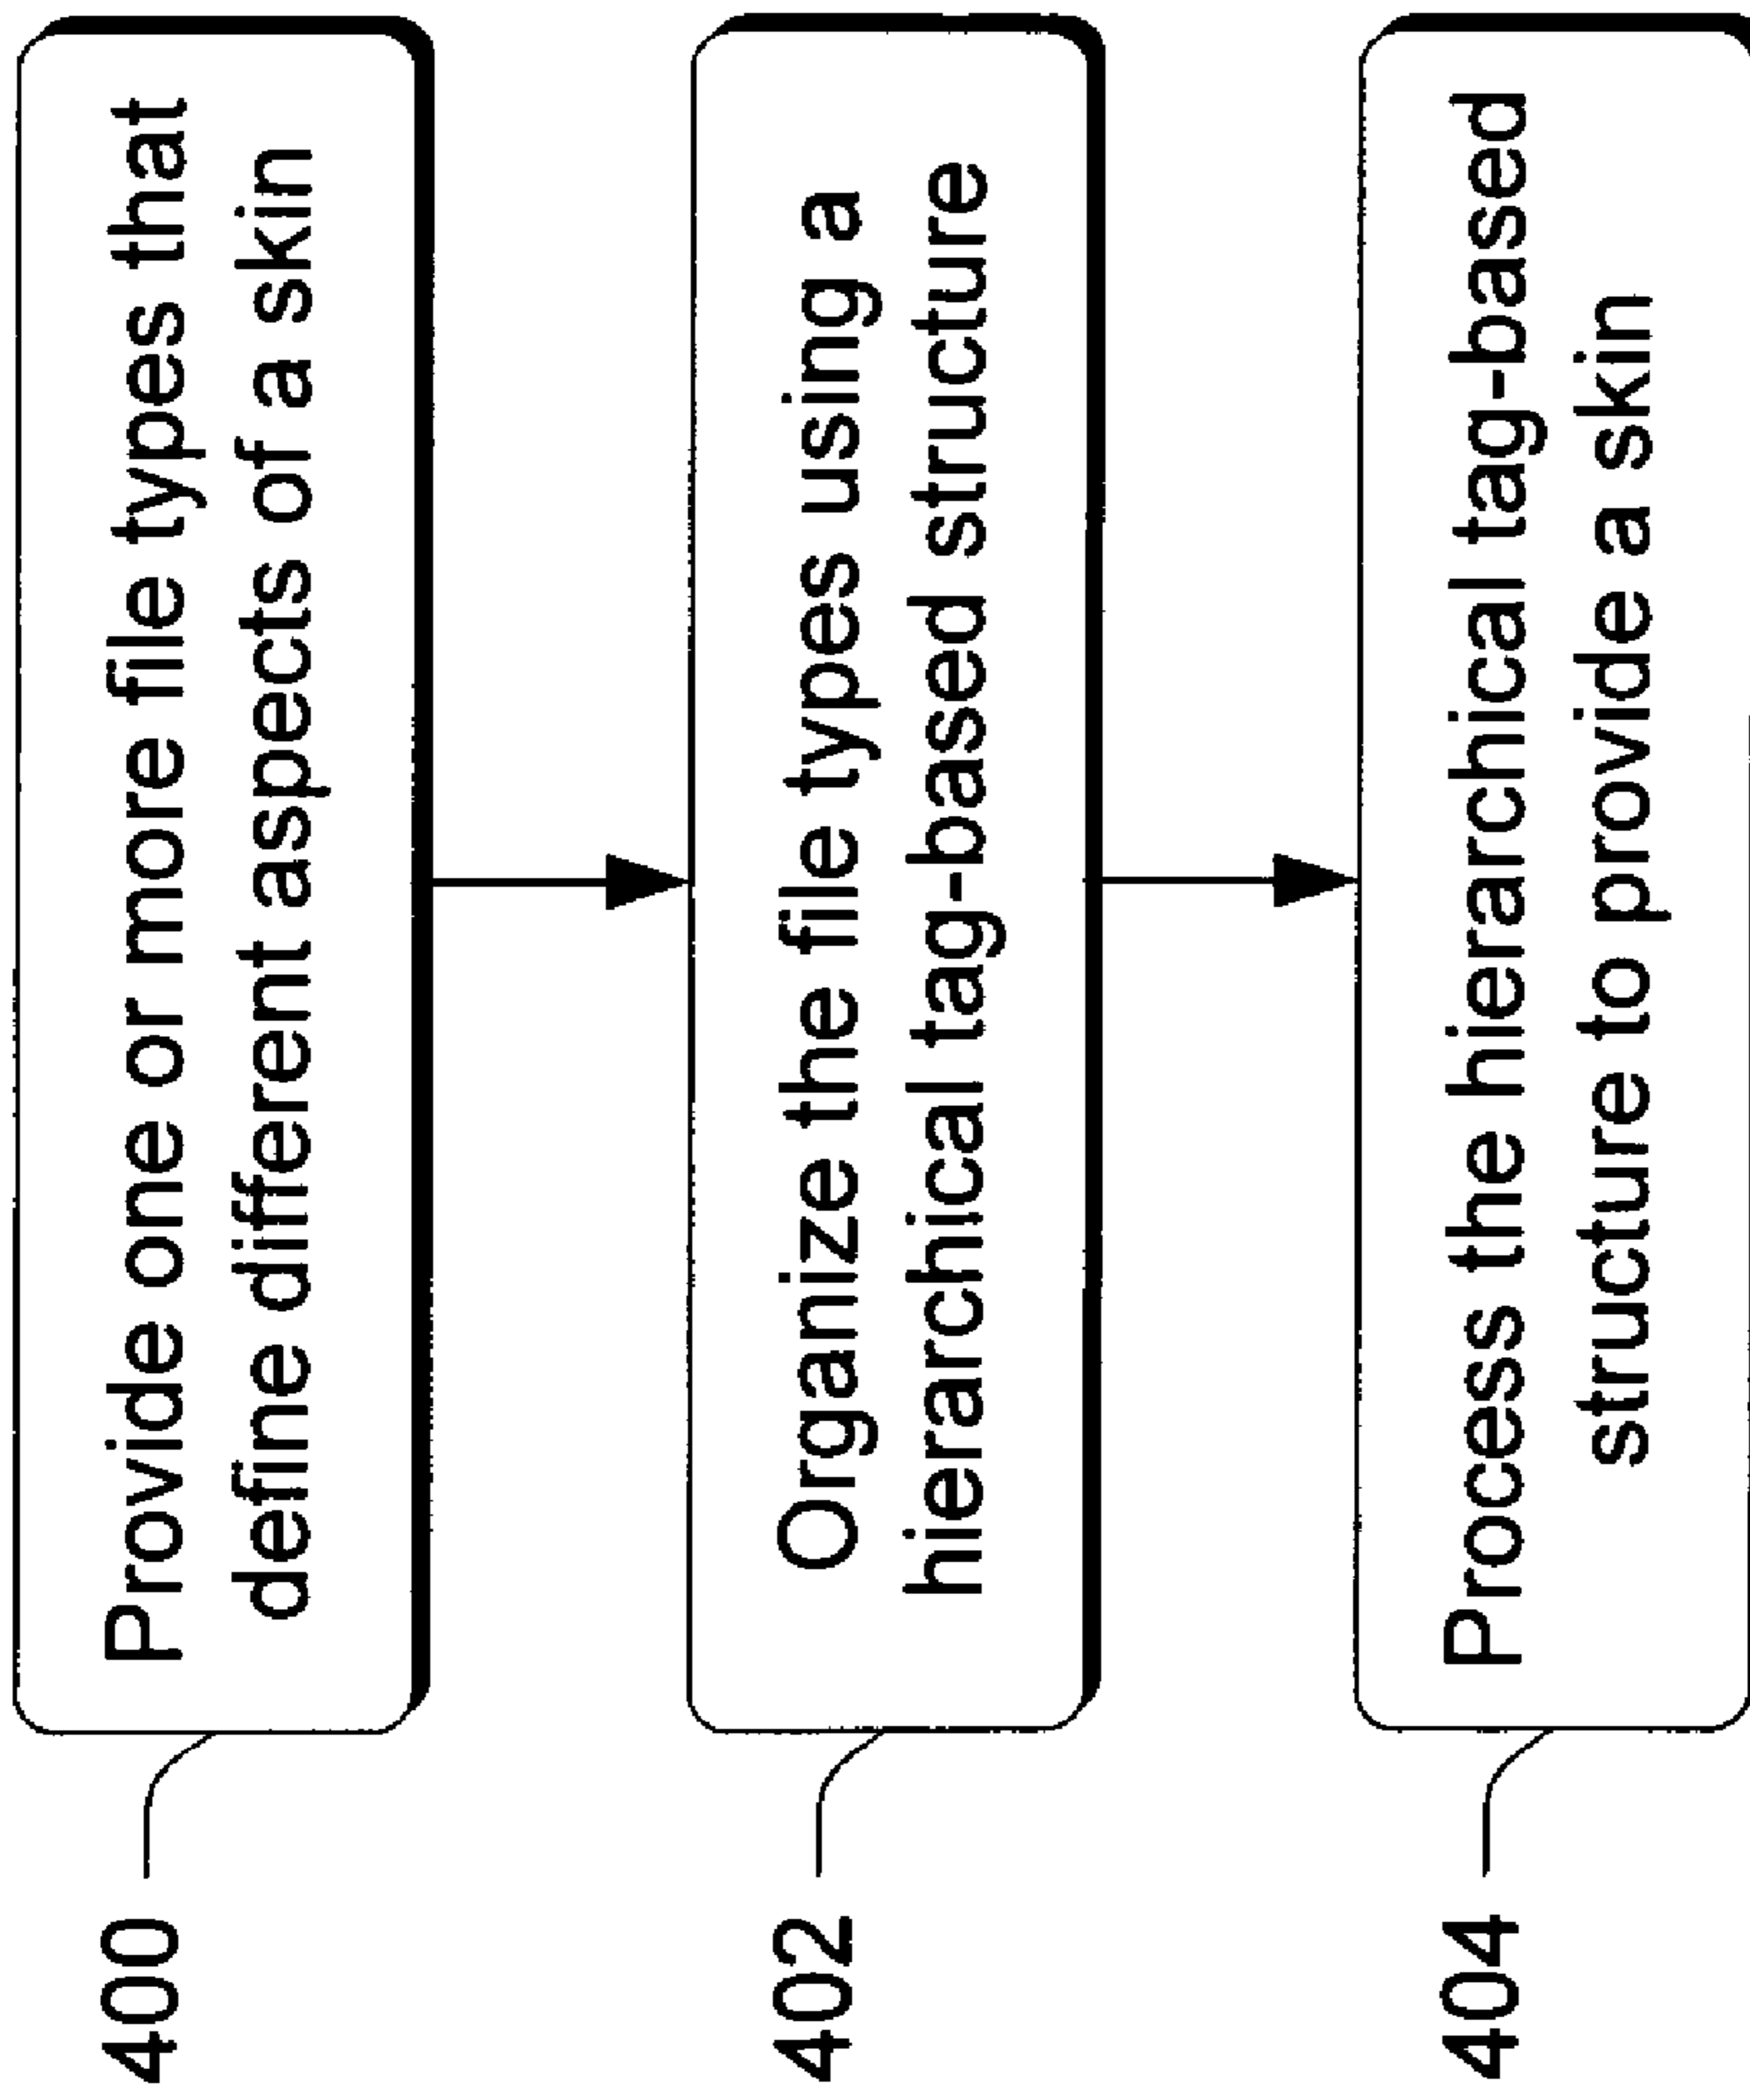 400
Provide one or more file types that
define different aspects of a skin
402
Organize the file types using a
hierarchical tag-based structure
404
Process the hierarchical tag-based
structure to provide a skin